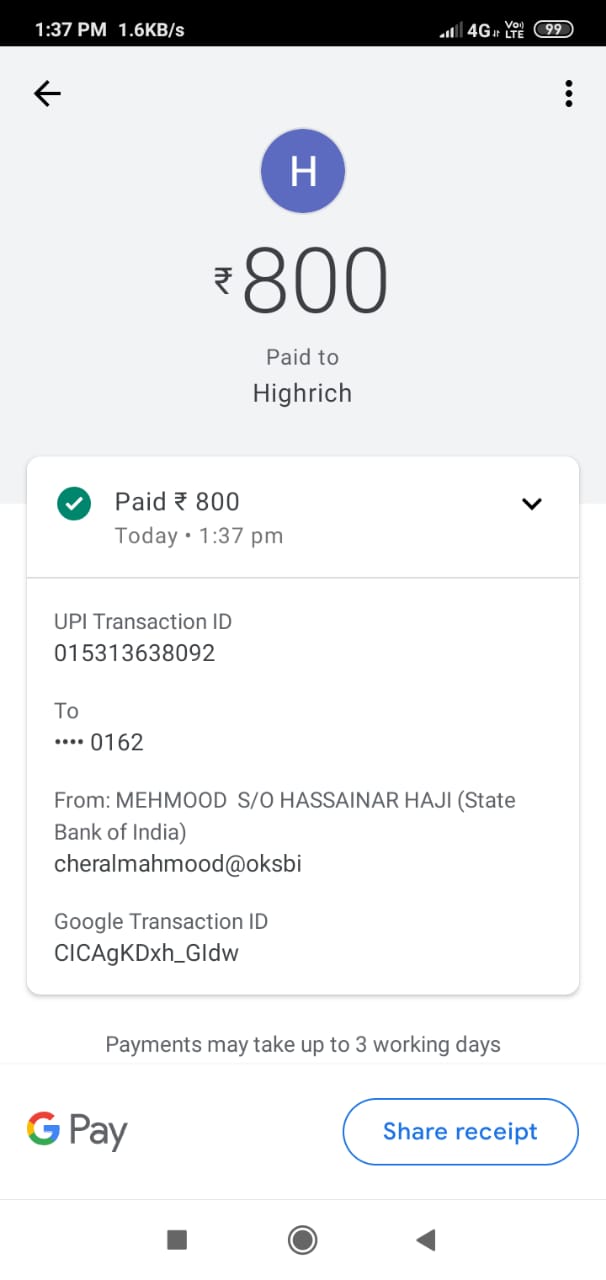 1:37 PM 1.6KB/s 4G Vo) LTE 99
H
₹800
Paid to
Highrich
Paid ₹ 800
Today • 1:37 pm
UPI Transaction ID
015313638092
To
•••• 0162
From: MEHMOOD S/O HASSAINAR HAJI (State
Bank of India)
cheralmahmood@oksbi
Google Transaction ID
CICAgKDxh_GIdw
Payments may take up to 3 working days
G Pay
Share receipt